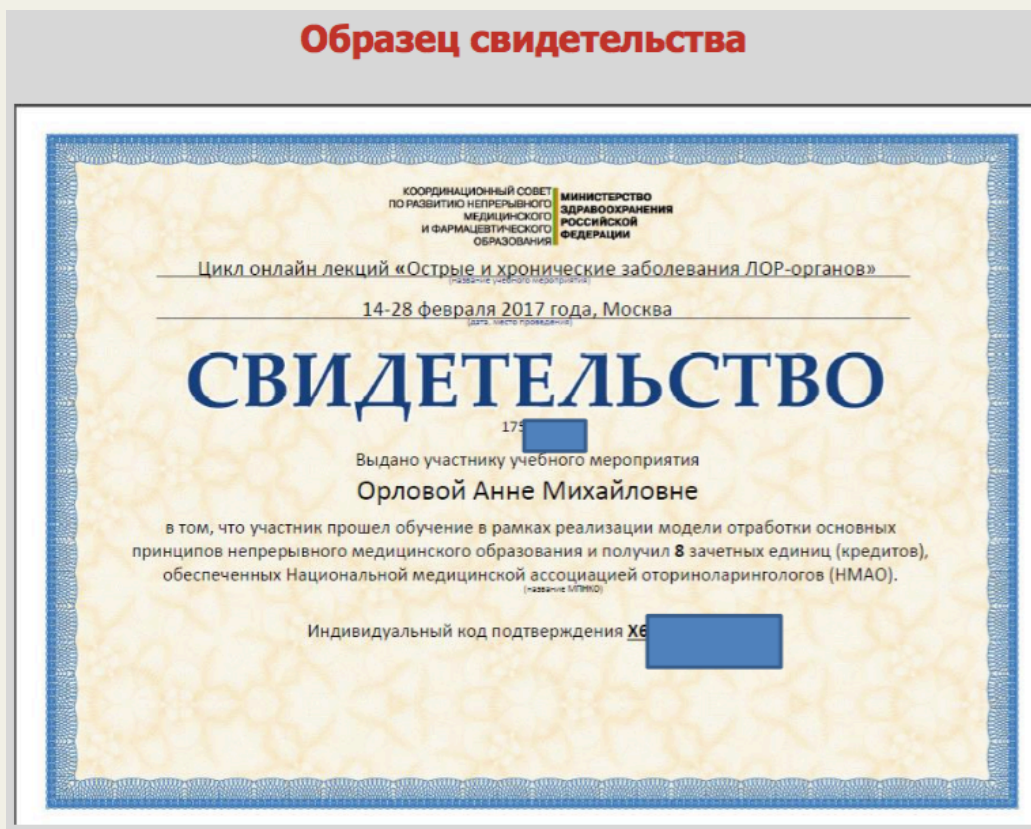 Образец свидетельства
КООРДИНАЦИОННЫЙ СОВЕТ
ПО РАЗВИТИЮ НЕПРЕРЫВНОГО
МЕДИЦИНСКОГО
И ФАРМАЦЕВТИЧЕСКОГО
ОБРАЗОВАНИЯ
МИНИСТЕРСТВО
ЗДРАВООХРАНЕНИЯ
РОССИЙСКОЙ
ФЕДЕРАЦИИ
Цикл онлайн лекций «Острые и хронические заболевания ЛОР-органов»
(название учебного мероприятия)
14-28 февраля 2017 года, Москва
(дата, место проведения)
СВИДЕТЕЛЬСТВО
175
Выдано участнику учебного мероприятия
Орловой Анне Михайловне
в том, что участник прошел обучение в рамках реализации модели отработки основных
принципов непрерывного медицинского образования и получил 8 зачетных единиц (кредитов),
обеспеченных Национальной медицинской ассоциацией оториноларингологов (НМАО).
(название МПНКО)
Индивидуальный код подтверждения X6